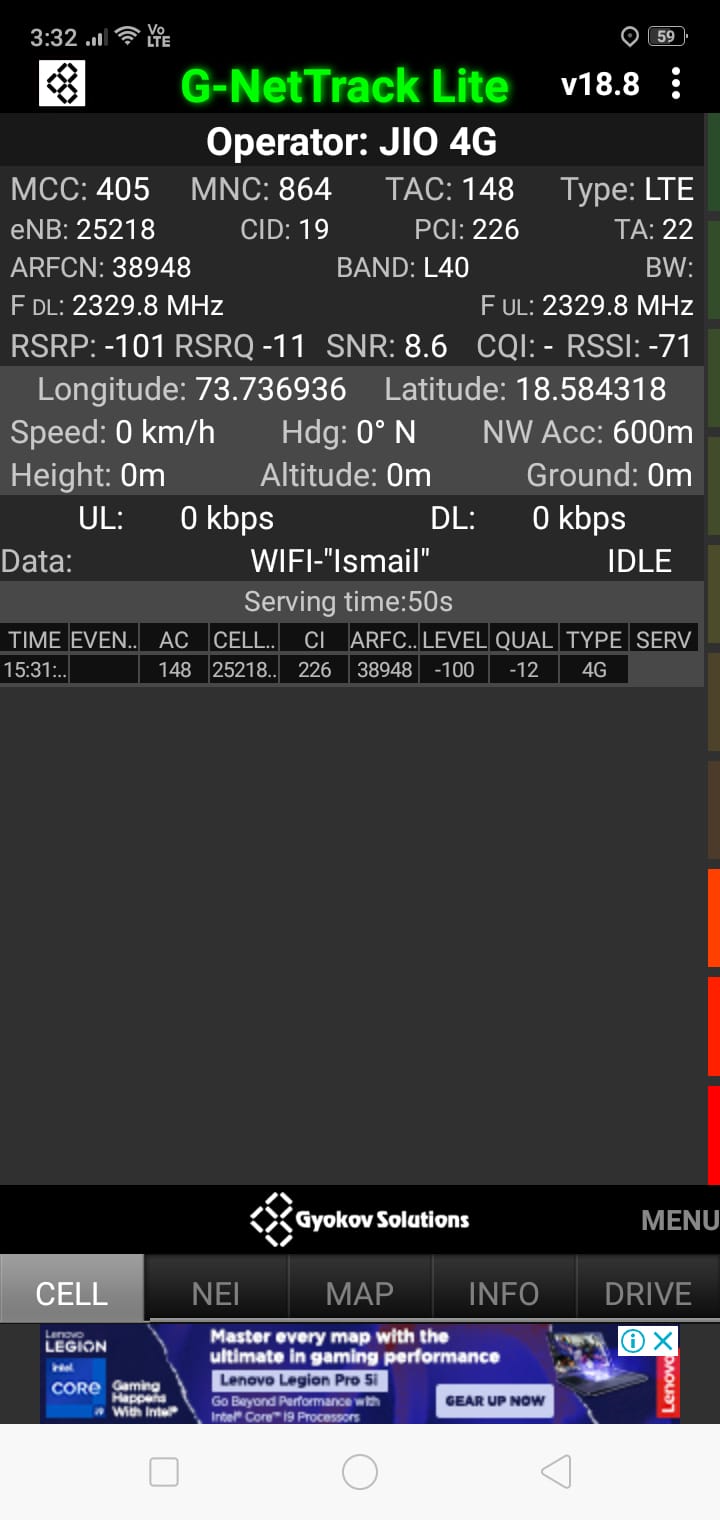 3:32 Vo LTE 59
G-NetTrack Lite v18.8
Operator: JIO 4G
MCC: 405 MNC: 864 TAC: 148 Type: LTE
eNB: 25218 CID: 19 PCI: 226 TA: 22
ARFCN: 38948 BAND: L40 BW:
F DL: 2329.8 MHz F UL: 2329.8 MHz
RSRP: -101 RSRQ -11 SNR: 8.6 CQI: - RSSI: -71
Longitude: 73.736936 Latitude: 18.584318
Speed: 0 km/h Hdg: 0° N NW Acc: 600m
Height: 0m Altitude: 0m Ground: 0m
UL: 0 kbps DL: 0 kbps
Data: WIFI-"Ismail" IDLE
Serving time:50s
TIME EVEN.. AC CELL.. CI ARFC.. LEVEL QUAL TYPE SERV
15:31:.. 148 25218.. 226 38948 -100 -12 4G
Gyokov Solutions MENU
CELL NEI MAP INFO DRIVE
Lenovo
LEGION
intel
CORE
i9
Gaming
Happens
With Intel®
Master every map with the
ultimate in gaming performance
Lenovo Legion Pro 5i
Go Beyond Performance with
Intel® Core™ i9 Processors
GEAR UP NOW
Lenovo